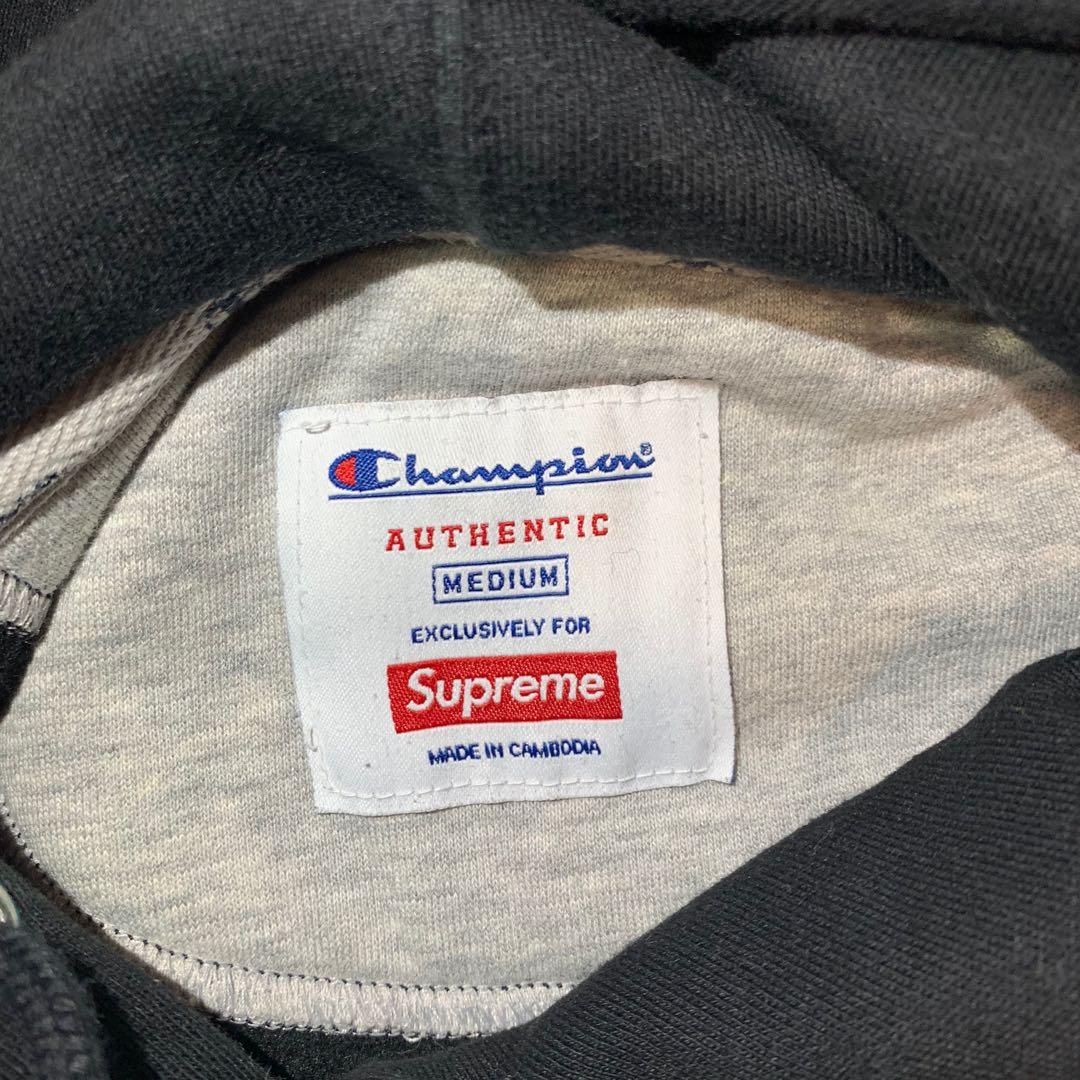 Champion®
AUTHENTIC
MEDIUM
EXCLUSIVELY FOR
Supreme
MADE IN CAMBODIA